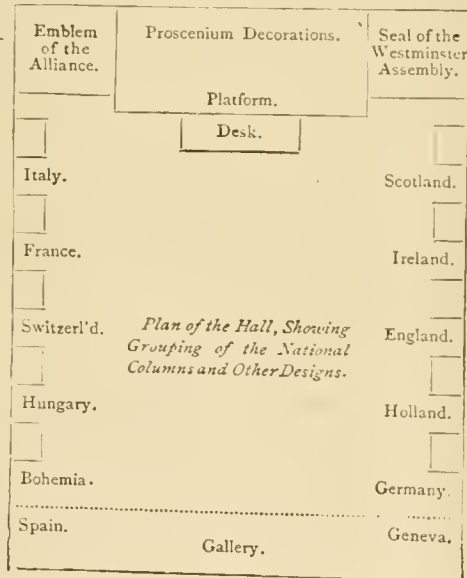 Emblem
of the
Alliance.
Proscenium Decorations.
Platform.
Seal of the
Westminster
Assembly.
Desk.
Italy.
Scotland.
France.
Ireland.
Switzerl'd.
Plan of the Hall, Showing
Grouping of the National
Columns and Other Designs.
England.
Hungary.
Holland.
Bohemia.
Germany.
Spain.
Gallery.
Geneva.